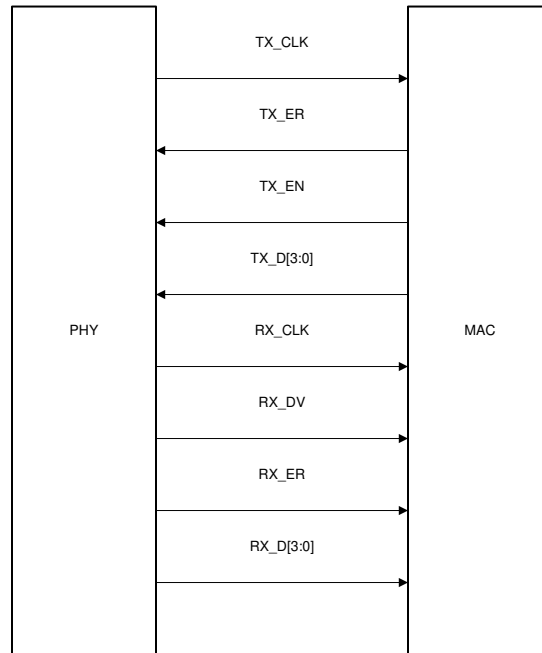 TX_CLK
TX_ER
TX_EN
TX_D[3:0]
PHY
RX_CLK
MAC
RX_DV
RX_ER
RX_D[3:0]